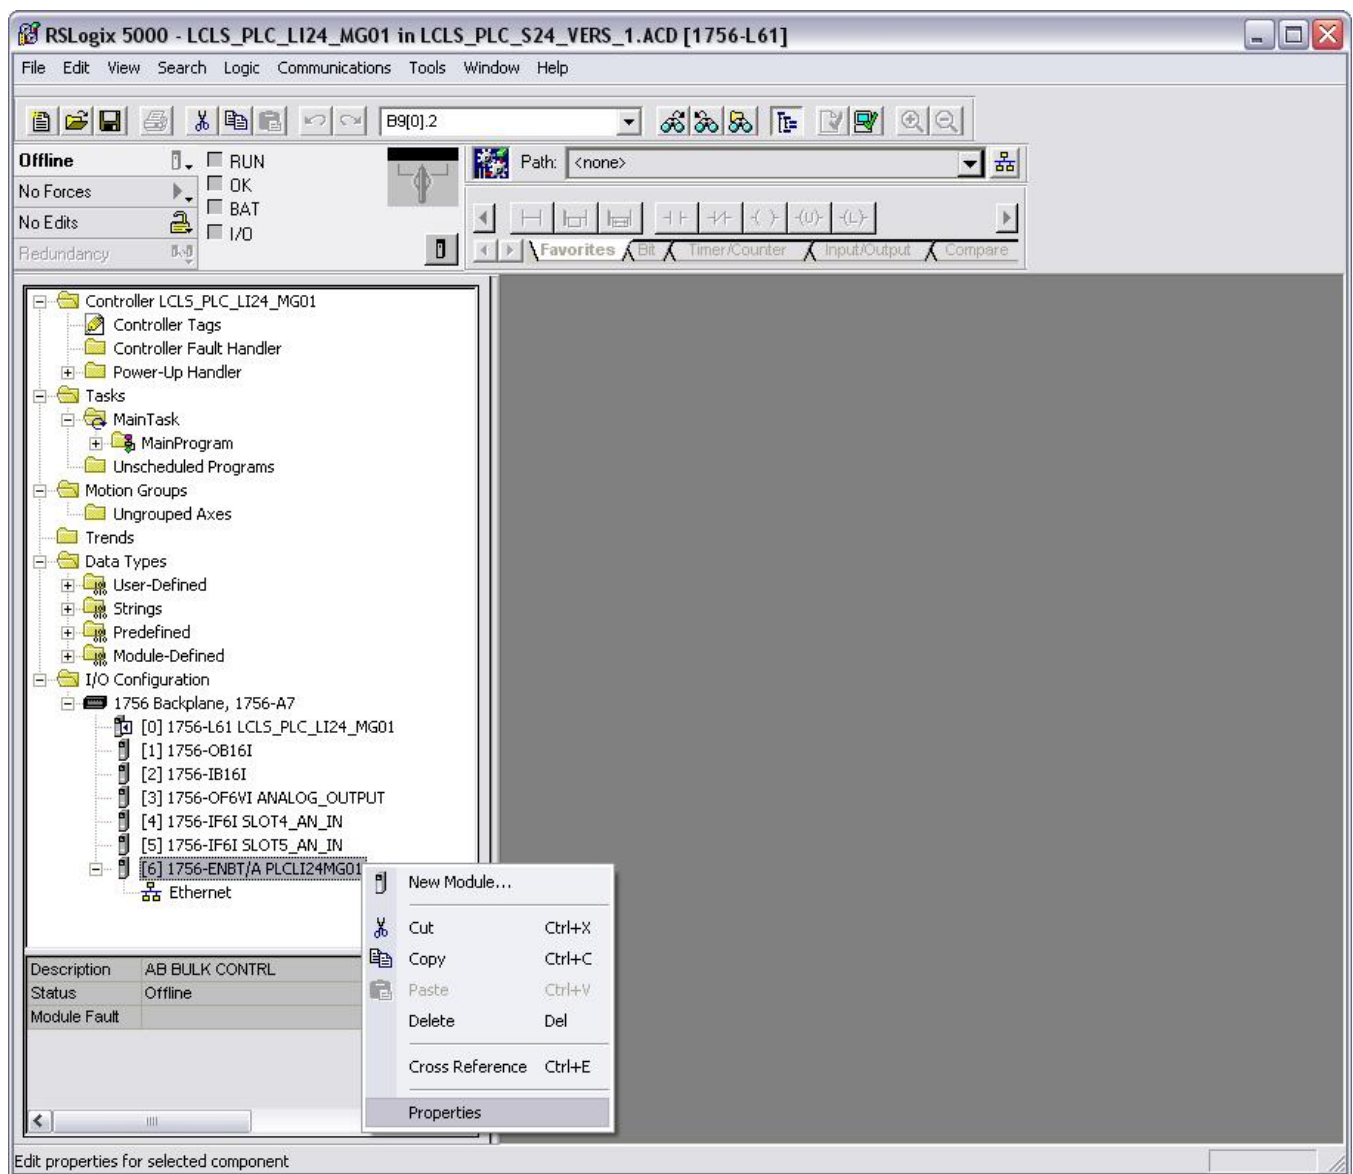 RSLogix 5000 - LCLS_PLC_LI24_MG01 in LCLS_PLC_S24_VERS_1.ACD [1756-L61]
File Edit View Search Logic Communications Tools Window Help
B9[0].2
Offline
RUN
Path: <none>
No Forces
OK
No Edits
BAT
I/O
Redundancy
Favorites Bit Timer/Counter Input/Output Compare
Controller LCLS_PLC_LI24_MG01
Controller Tags
Controller Fault Handler
Power-Up Handler
Tasks
MainTask
MainProgram
Unscheduled Programs
Motion Groups
Ungrouped Axes
Trends
Data Types
User-Defined
Strings
Predefined
Module-Defined
I/O Configuration
1756 Backplane, 1756-A7
[0] 1756-L61 LCLS_PLC_LI24_MG01
[1] 1756-OB16I
[2] 1756-IB16I
[3] 1756-OF6VI ANALOG_OUTPUT
[4] 1756-IF6I SLOT4_AN_IN
[5] 1756-IF6I SLOT5_AN_IN
[6] 1756-ENBT/A PLCLI24MG01
Ethernet
New Module...
Cut Ctrl+X
Copy Ctrl+C
Paste Ctrl+V
Delete Del
Cross Reference Ctrl+E
Properties
Description AB BULK CONTRL
Status Offline
Module Fault
Edit properties for selected component